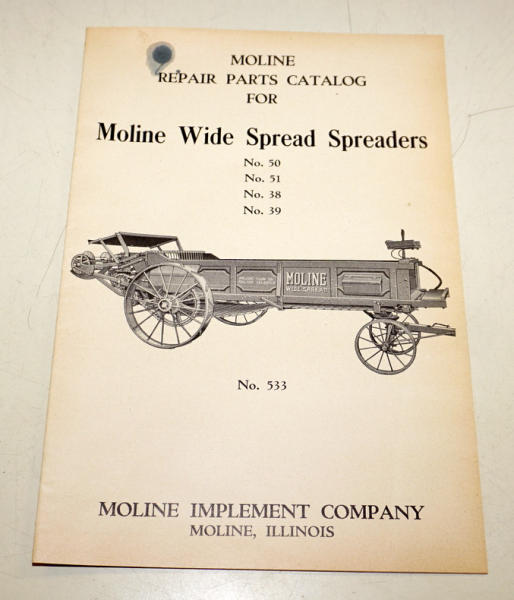 MOLINE
REPAIR PARTS CATALOG
FOR
Moline Wide Spread Spreaders
No. 50
No. 51
No. 38
No. 39
MOLINE
WIDE-SPREAD
No. 533
MOLINE IMPLEMENT COMPANY
MOLINE, ILLINOIS